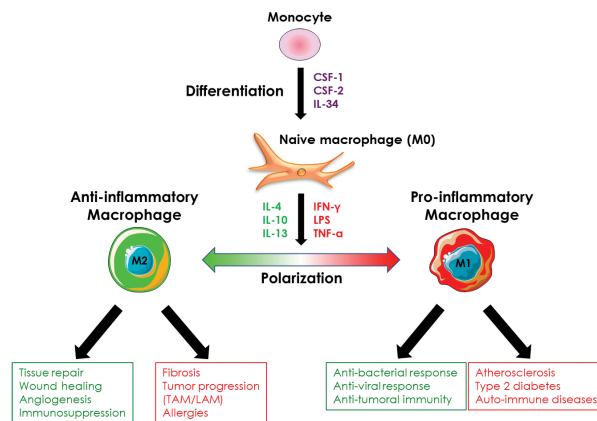 Monocyte
Differentiation
CSF-1
CSF-2
IL-34
Naive macrophage (M0)
Anti-inflammatory
Macrophage
IL-4
IL-10
IL-13
IFN-γ
LPS
TNF-α
Pro-inflammatory
Macrophage
M2
Polarization
M1
Tissue repair
Wound healing
Angiogenesis
Immunosuppression
Fibrosis
Tumor progression
(TAM/LAM)
Allergies
Anti-bacterial response
Anti-viral response
Anti-tumoral immunity
Atherosclerosis
Type 2 diabetes
Auto-immune diseases